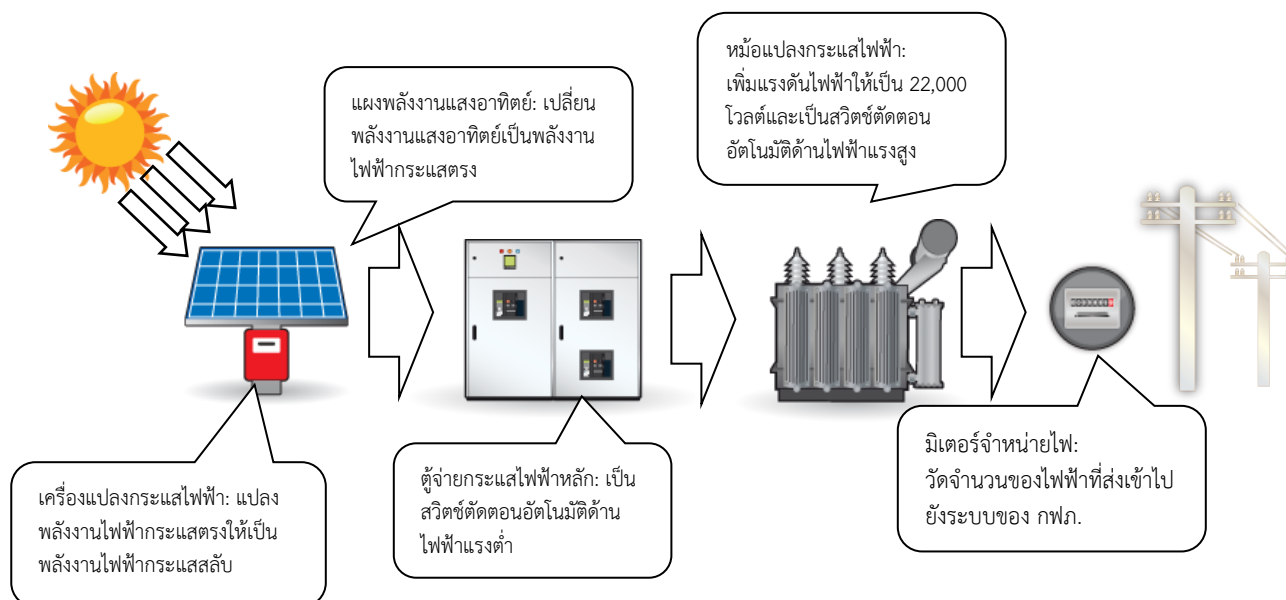 หม้อแปลงกระแสไฟฟ้า:
เพิ่มแรงดันไฟฟ้าให้เป็น 22,000
โวลต์และเป็นสวิตช์ตัดตอน
อัตโนมัติด้านไฟฟ้าแรงสูง
แผงพลังงานแสงอาทิตย์: เปลี่ยน
พลังงานแสงอาทิตย์เป็นพลังงาน
ไฟฟ้ากระแสตรง
มิเตอร์จำหน่ายไฟ:
วัดจำนวนของไฟฟ้าที่ส่งเข้าไป
ยังระบบของ กฟภ.
ตู้จ่ายกระแสไฟฟ้าหลัก: เป็น
สวิตช์ตัดตอนอัตโนมัติด้าน
ไฟฟ้าแรงต่ำ
เครื่องแปลงกระแสไฟฟ้า: แปลง
พลังงานไฟฟ้ากระแสตรงให้เป็น
พลังงานไฟฟ้ากระแสสลับ